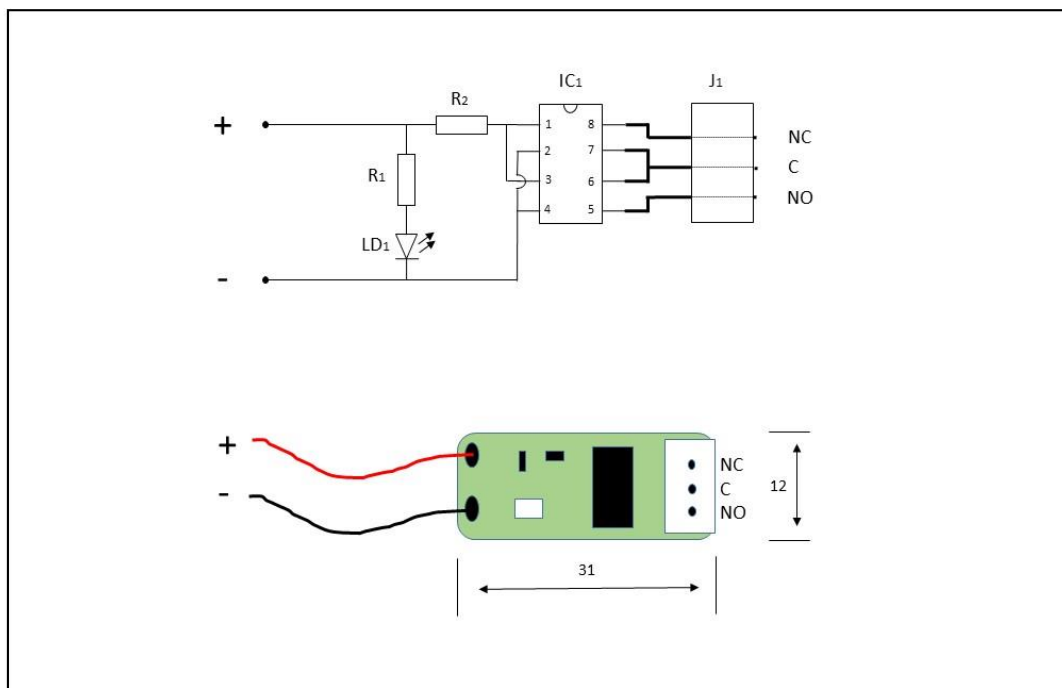 IC1 J1
R2
+ 1 8 NC
2 7 C
R1 3 6 NO
4 5
LD1
-
+ NC
- C 12
NO
31